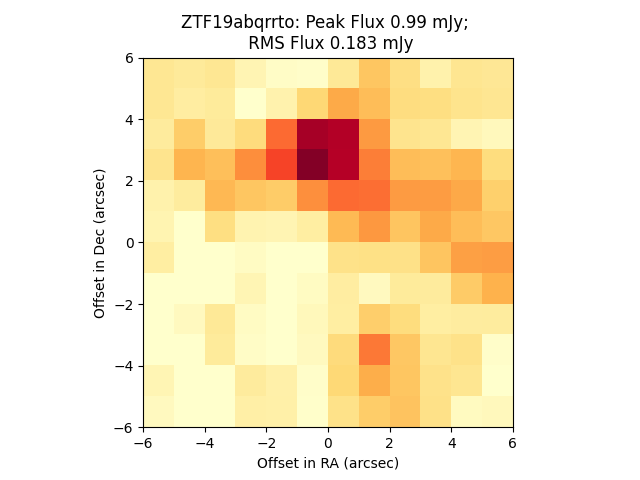 ZTF19abqrrto: Peak Flux 0.99 mJy;
RMS Flux 0.183 mJy
6
4
2
0
−2
−4
−6
Offset in Dec (arcsec)
−6 −4 −2 0 2 4 6
Offset in RA (arcsec)